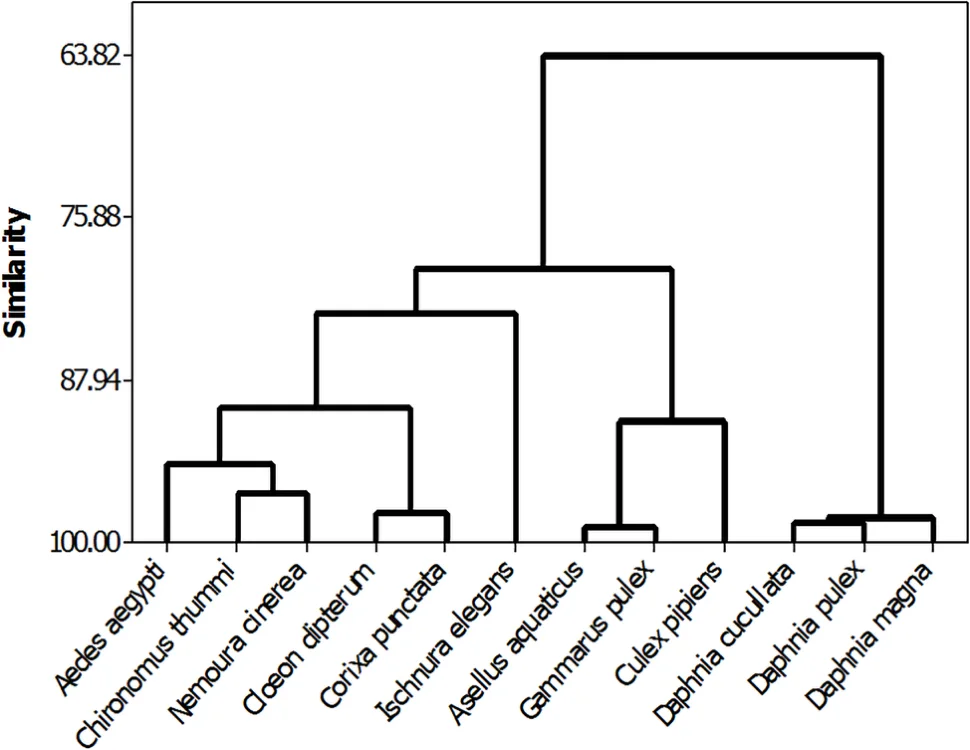 63.82
75.88
87.94
100.00
Similarity
Aedes aegypti
Chironomus thummi
Nemoura cinerea
Cloeon dipterum
Corixa punctata
Ischnura elegans
Asellus aquaticus
Gammarus pulex
Culex pipiens
Daphnia cucullata
Daphnia pulex
Daphnia magna